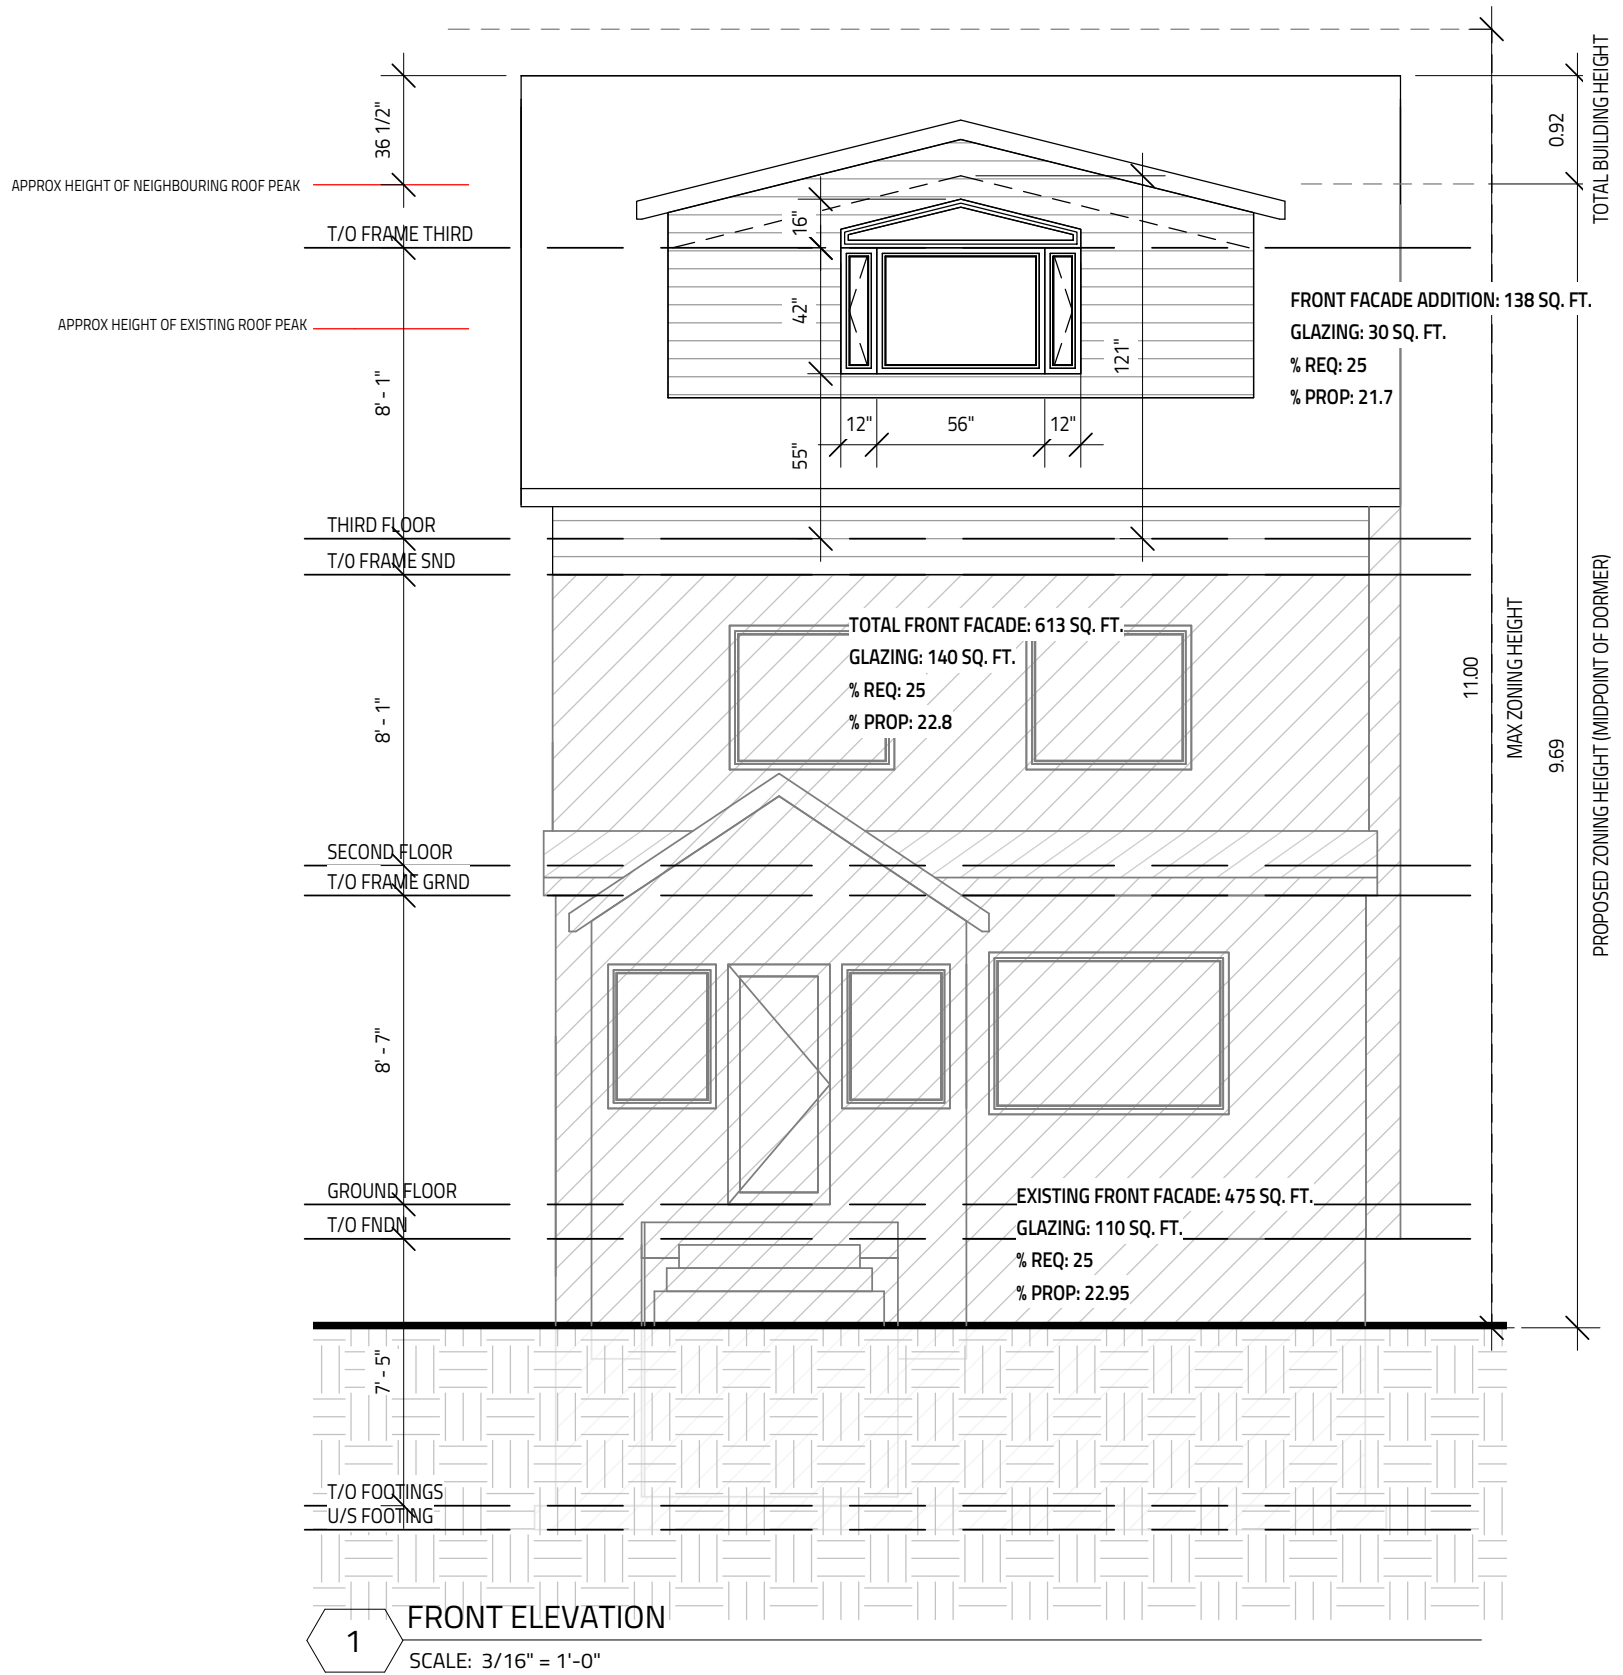 TOTAL BUILDING HEIGHT
36 1/2"
0.92
APPROX HEIGHT OF NEIGHBOURING ROOF PEAK
T/O FRAME THIRD
16"
APPROX HEIGHT OF EXISTING ROOF PEAK
42"
121"
FRONT FACADE ADDITION: 138 SQ. FT.
GLAZING: 30 SQ. FT.
% REQ: 25
% PROP: 21.7
8' - 1"
12"
56"
12"
55"
THIRD FLOOR
T/O FRAME SND
TOTAL FRONT FACADE: 613 SQ. FT.
GLAZING: 140 SQ. FT.
% REQ: 25
% PROP: 22.8
8' - 1"
11.00
MAX ZONING HEIGHT
9.69
PROPOSED ZONING HEIGHT (MIDPOINT OF DORMER)
SECOND FLOOR
T/O FRAME GRND
8' - 7"
GROUND FLOOR
T/O FNDN
EXISTING FRONT FACADE: 475 SQ. FT.
GLAZING: 110 SQ. FT.
% REQ: 25
% PROP: 22.95
7' - 5"
T/O FOOTINGS
U/S FOOTING
1
FRONT ELEVATION
SCALE: 3/16" = 1'-0"